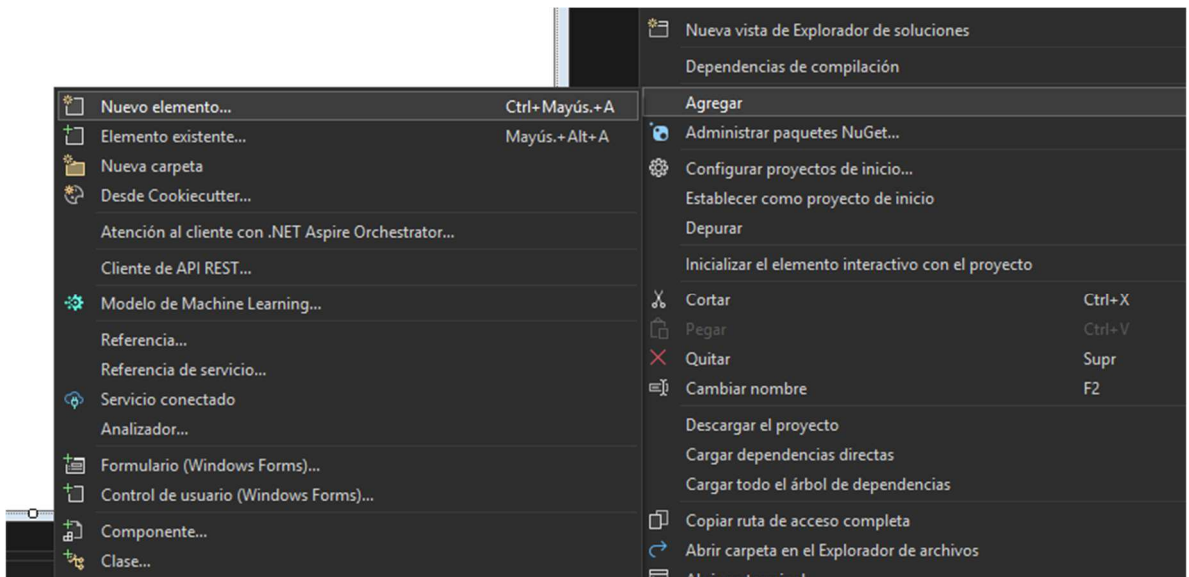 Nueva vista de Explorador de soluciones
Dependencias de compilación
Agregar
Administrar paquetes NuGet...
Configurar proyectos de inicio...
Establecer como proyecto de inicio
Depurar
Inicializar el elemento interactivo con el proyecto
Cortar Ctrl+X
Pegar Ctrl+V
Quitar Supr
Cambiar nombre F2
Descargar el proyecto
Cargar dependencias directas
Cargar todo el árbol de dependencias
Copiar ruta de acceso completa
Abrir carpeta en el Explorador de archivos
Nuevo elemento... Ctrl+Mayús.+A
Elemento existente... Mayús.+Alt+A
Nueva carpeta
Desde Cookiecutter...
Atención al cliente con .NET Aspire Orchestrator...
Cliente de API REST...
Modelo de Machine Learning...
Referencia...
Referencia de servicio...
Servicio conectado
Analizador...
Formulario (Windows Forms)...
Control de usuario (Windows Forms)...
Componente...
Clase...